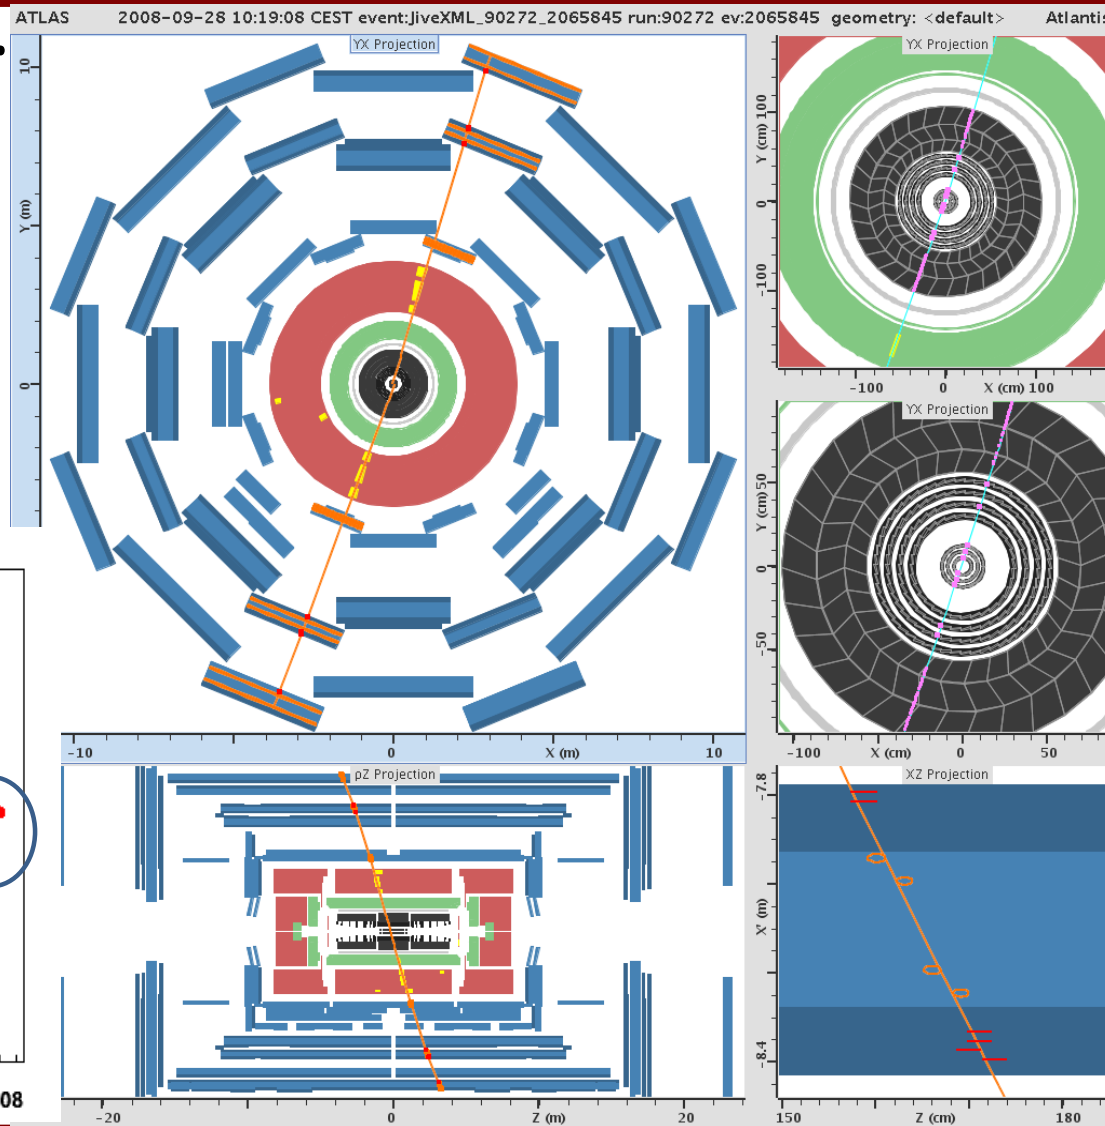 ATLAS 2008-09-28 10:19:08 CEST event:JiveXML_90272_2065845 run:90272 ev:2065845 geometry: <default> Atlantis
YX Projection
10
Y (m)
0
-10 0 X (m) 10
YX Projection
100
Y (cm)
0
-100
-100 0 X (cm) 100
YX Projection
50
Y (cm)
0
-50
-100 X (cm) 0 50
ρZ Projection
-20 0 Z (m) 20
XZ Projection
-7.8
X' (m)
-8.4
150 Z (cm) 180
08